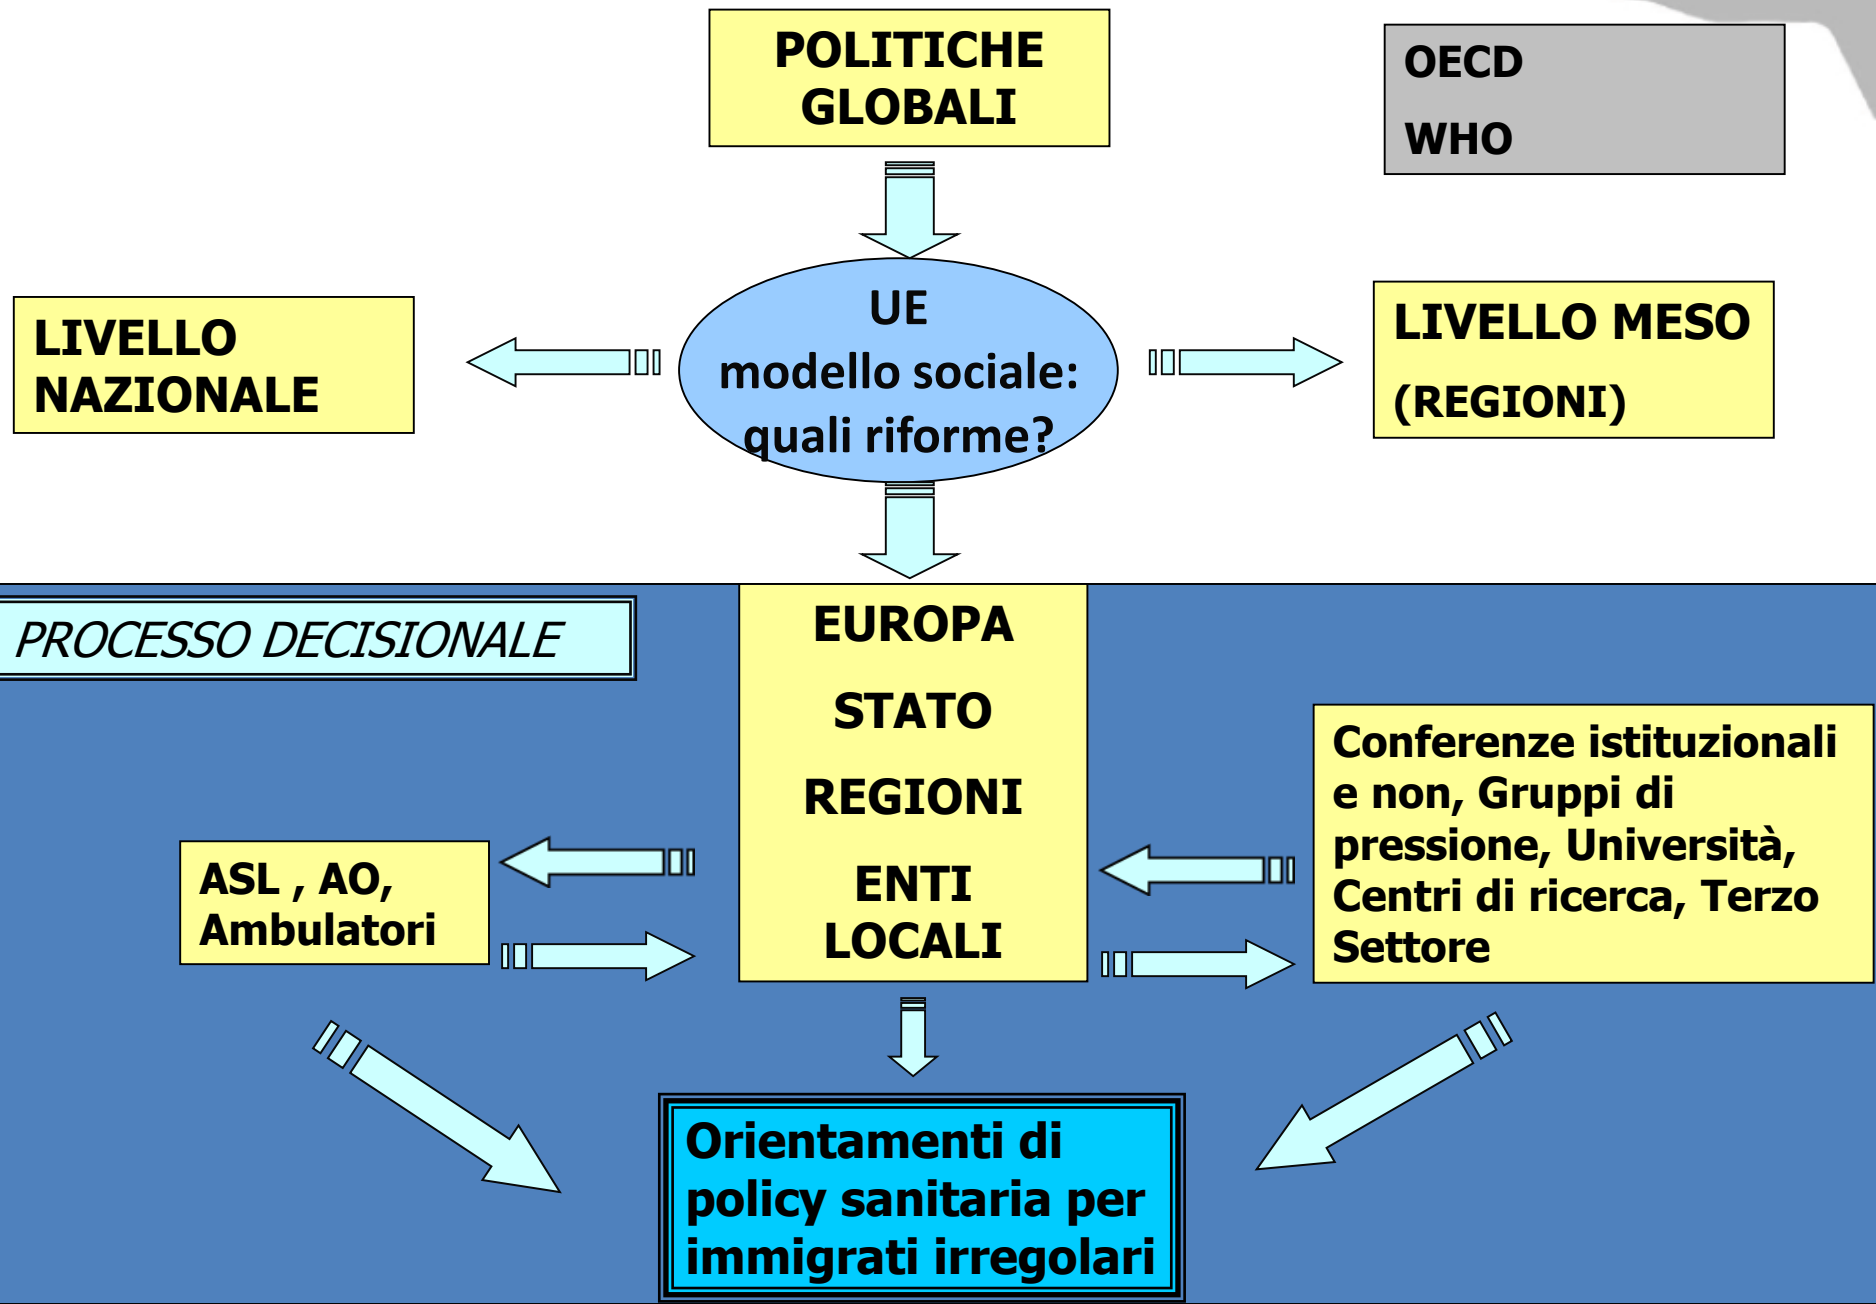 POLITICHE
GLOBALI
OECD
WHO
LIVELLO
NAZIONALE
UE
modello sociale:
quali riforme?
LIVELLO MESO
(REGIONI)
PROCESSO DECISIONALE
EUROPA
STATO
REGIONI
ENTI
LOCALI
ASL , AO,
Ambulatori
Conferenze istituzionali
e non, Gruppi di
pressione, Università,
Centri di ricerca, Terzo
Settore
Orientamenti di
policy sanitaria per
immigrati irregolari